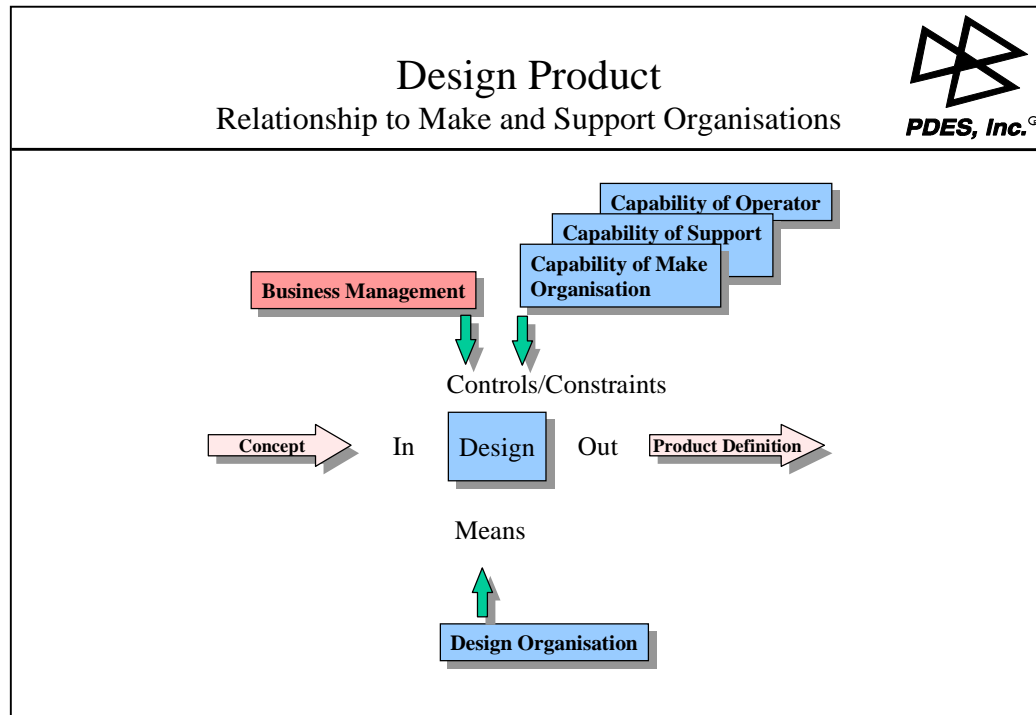 Design Product
Relationship to Make and Support Organisations
PDES, Inc.
G
Capability of Operator
Capability of Support
Capability of Make
Organisation
Business Management
Controls/Constraints
Concept
In
Design
Out
Product Definition
Means
Design Organisation